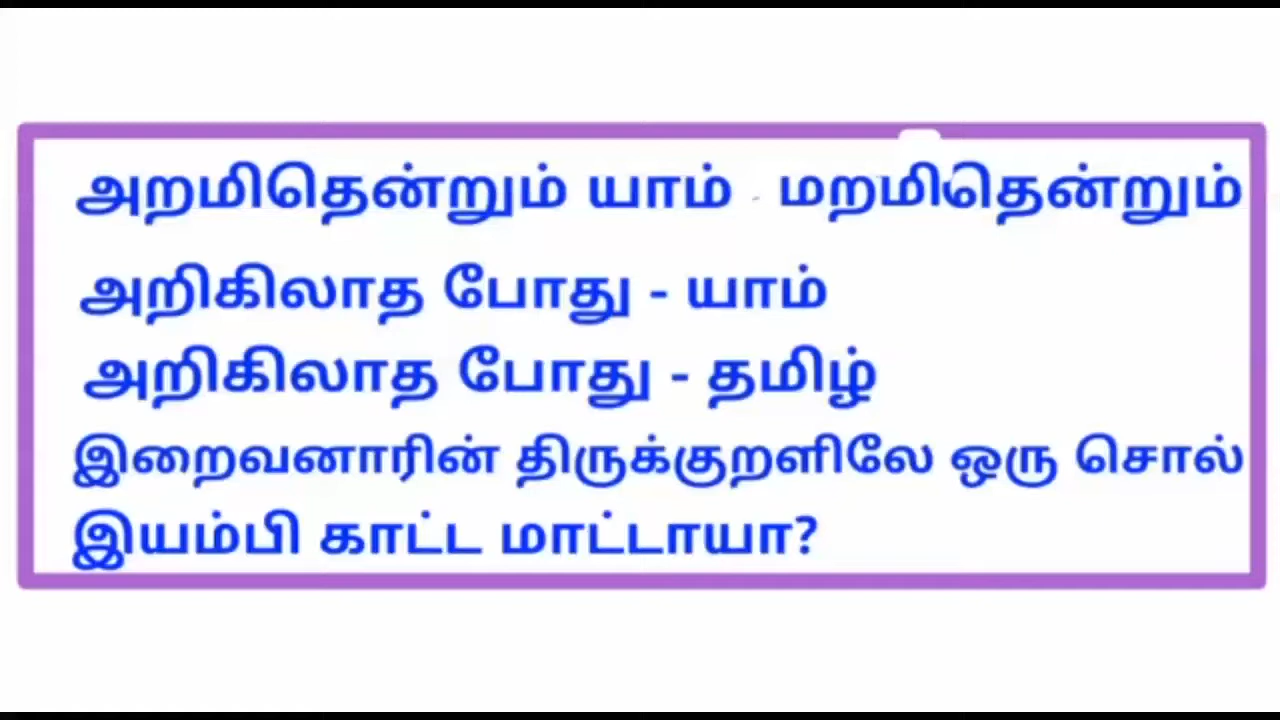 அறமிதென்றும் யாம் - மறமிதென்றும்
அறிகிலாத போது - யாம்
அறிகிலாத போது - தமிழ்
இறைவனாரின் திருக்குறளிலே ஒரு சொல்
இயம்பி காட்ட மாட்டாயா?